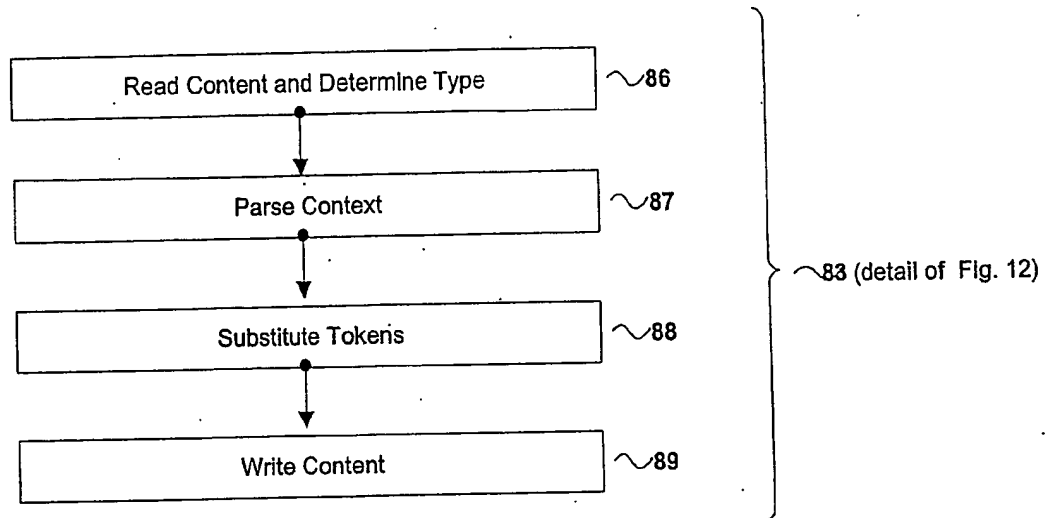 Read Content and Determine Type 86
Parse Context 87
83 (detail of Fig. 12)
Substitute Tokens 88
Write Content 89